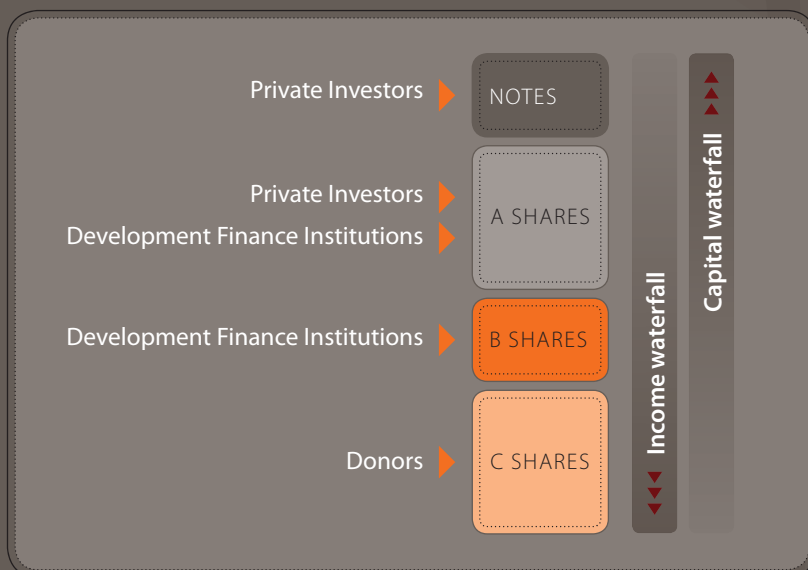 Private Investors
NOTES
Private Investors
Development Finance Institutions
A SHARES
Development Finance Institutions
B SHARES
Donors
C SHARES
Income waterfall
Capital waterfall